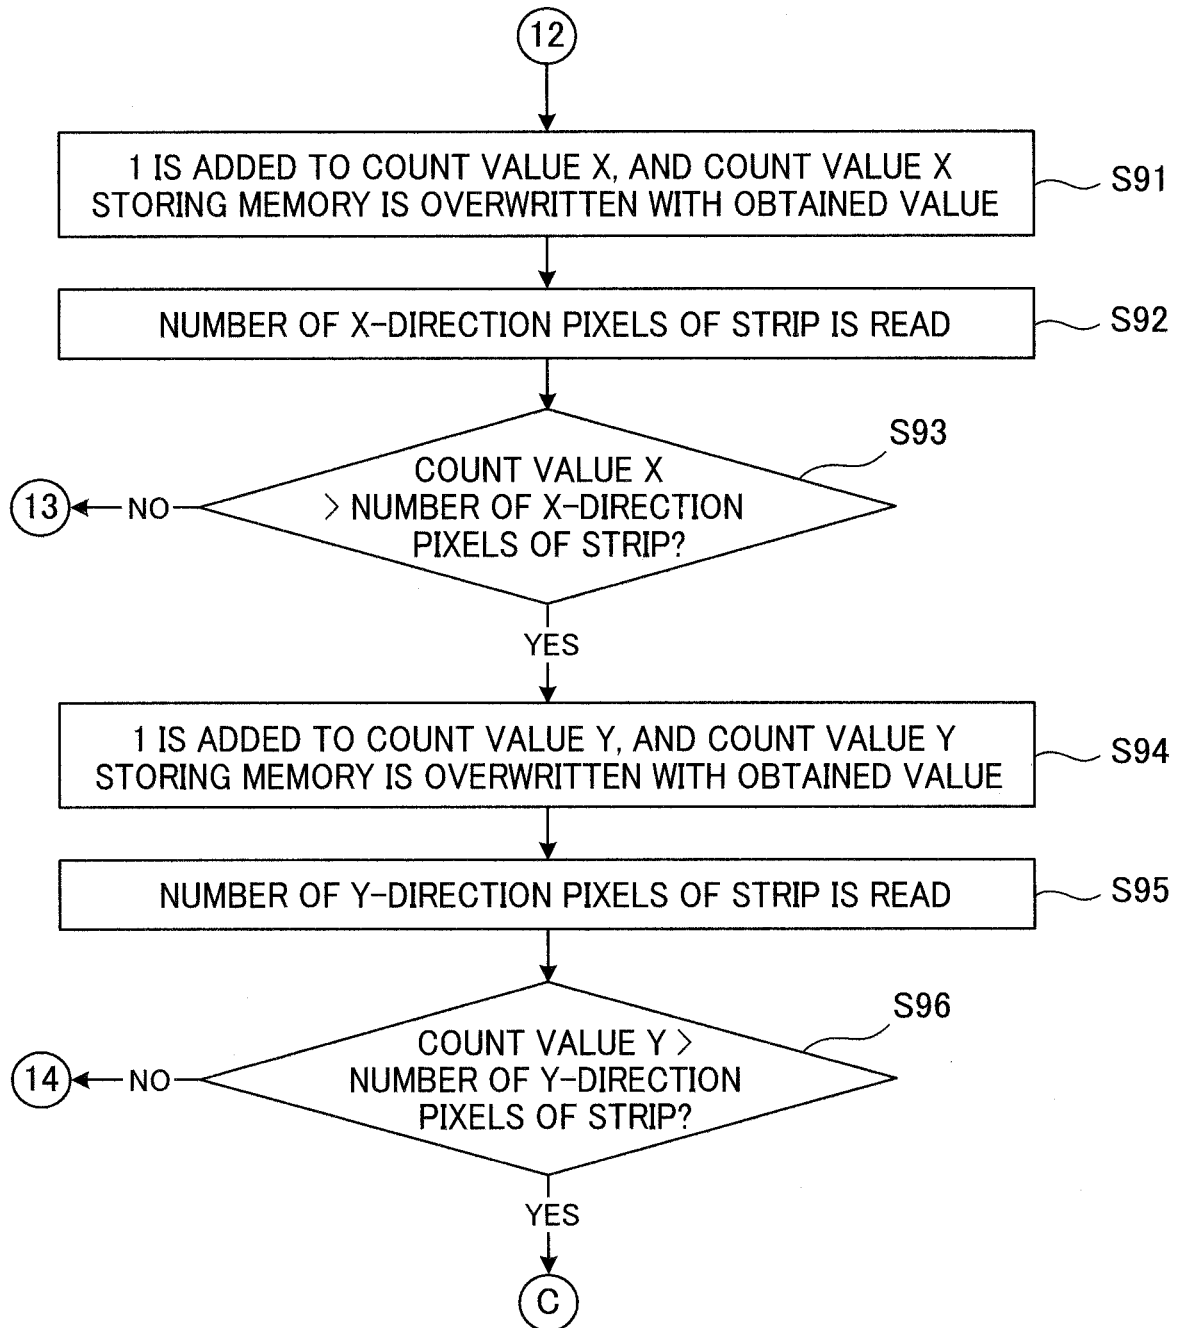 12
1 IS ADDED TO COUNT VALUE X, AND COUNT VALUE X
STORING MEMORY IS OVERWRITTEN WITH OBTAINED VALUE
S91
NUMBER OF X-DIRECTION PIXELS OF STRIP IS READ
S92
S93
COUNT VALUE X
> NUMBER OF X-DIRECTION
PIXELS OF STRIP?
13
NO
YES
1 IS ADDED TO COUNT VALUE Y, AND COUNT VALUE Y
STORING MEMORY IS OVERWRITTEN WITH OBTAINED VALUE
S94
NUMBER OF Y-DIRECTION PIXELS OF STRIP IS READ
S95
S96
COUNT VALUE Y >
NUMBER OF Y-DIRECTION
PIXELS OF STRIP?
14
NO
YES
C